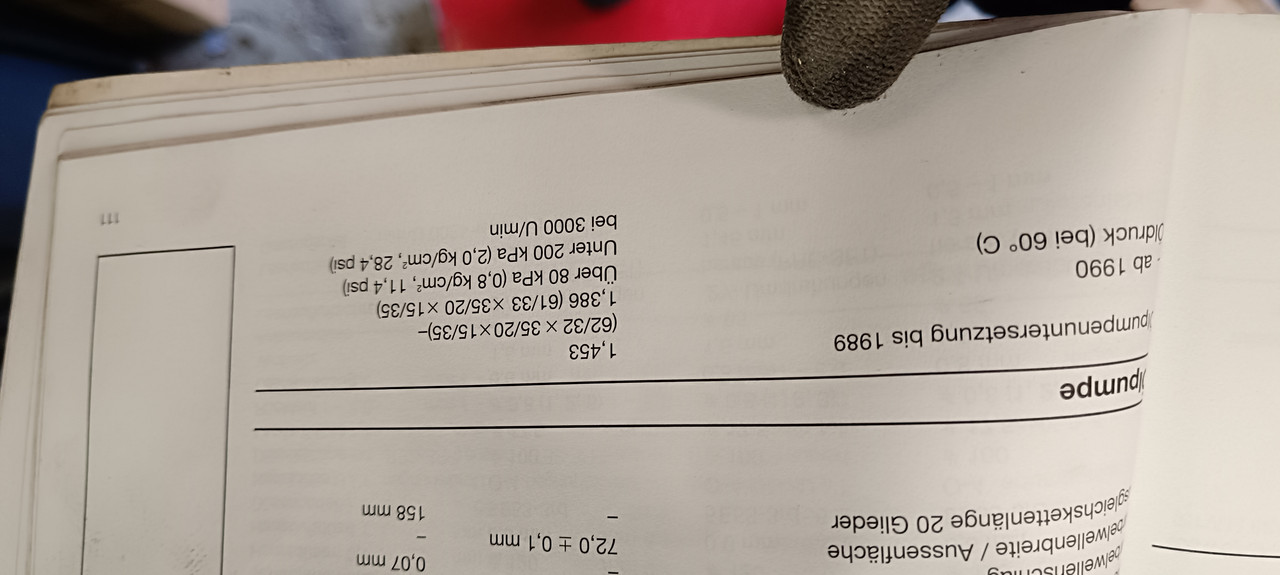 belwellenschlag – 0,07 mm
belwellenbreite / Aussenfläche 72,0 ± 0,1 mm –
sgleichskettenlänge 20 Glieder – 158 mm
lpumpe
lpumpenuntersetzung bis 1989 1,453
(62/32 × 35/20×15/35)–
- ab 1990 1,386 (61/33 ×35/20 ×15/35)
Öldruck (bei 60° C) Über 80 kPa (0,8 kg/cm², 11,4 psi)
Unter 200 kPa (2,0 kg/cm², 28,4 psi)
bei 3000 U/min
111